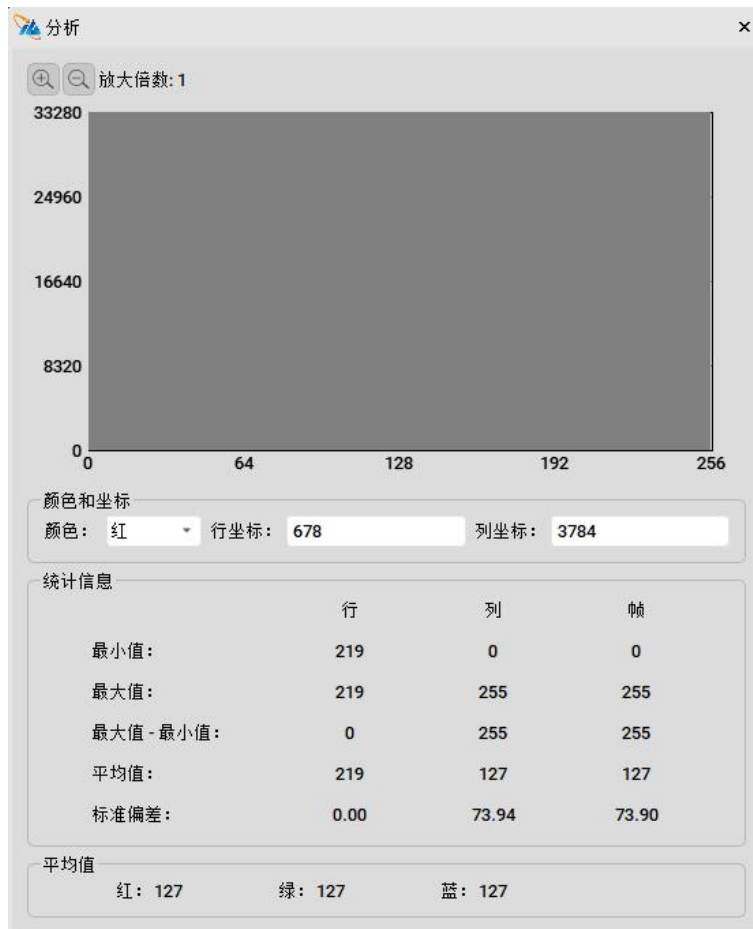 分析
放大倍数: 1
33280
24960
16640
8320
0
0 64 128 192 256
颜色和坐标
颜色： 红 行坐标： 678 列坐标： 3784
统计信息
行 列 帧
最小值： 219 0 0
最大值： 219 255 255
最大值 - 最小值： 0 255 255
平均值： 219 127 127
标准偏差： 0.00 73.94 73.90
平均值
红： 127 绿： 127 蓝： 127